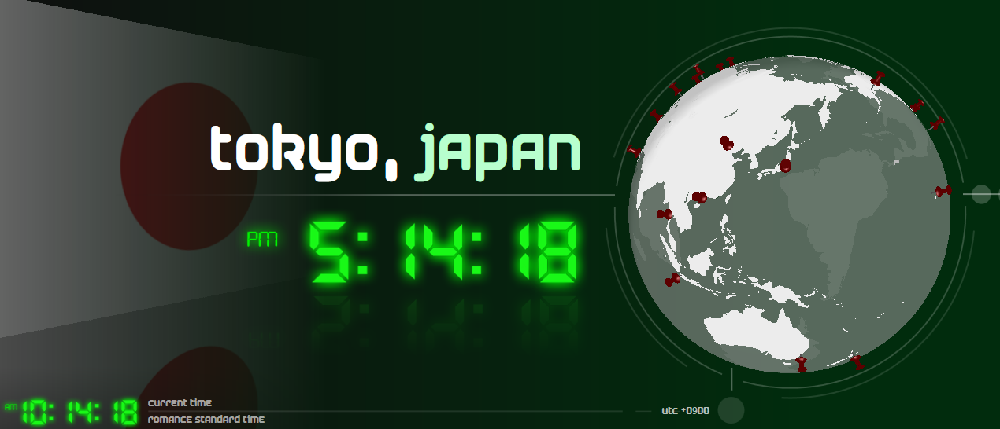 tokyo, japan
PM 5:14:18
AM 10:14:18
current time
romance standard time
utc +0900